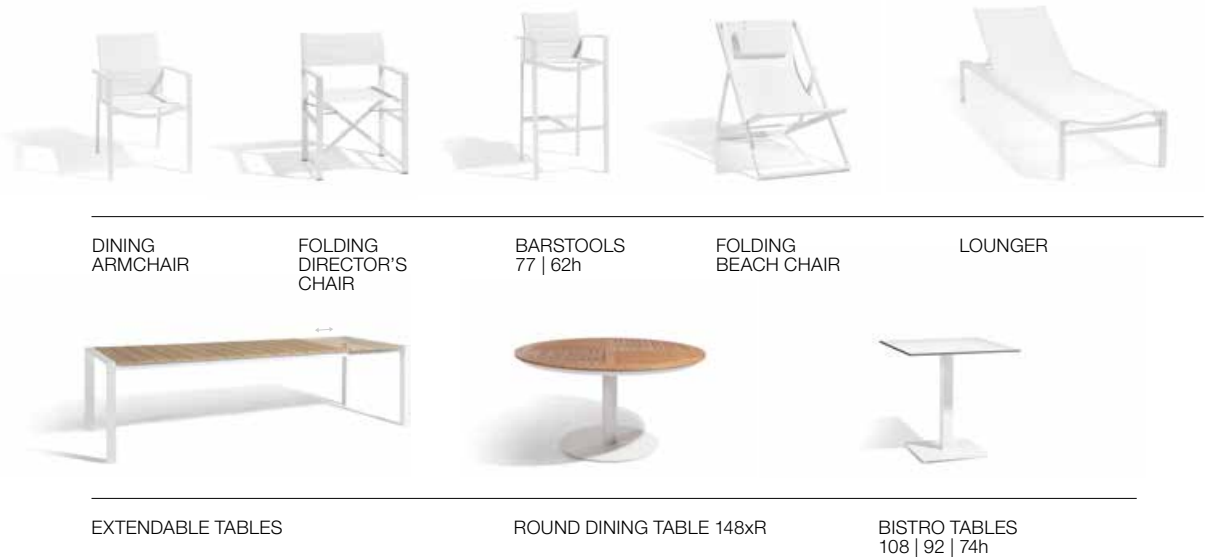 DINING
ARMCHAIR
FOLDING
DIRECTOR'S
CHAIR
BARSTOOLS
77 | 62h
FOLDING
BEACH CHAIR
LOUNGER
EXTENDABLE TABLES
ROUND DINING TABLE 148xR
BISTRO TABLES
108 | 92 | 74h